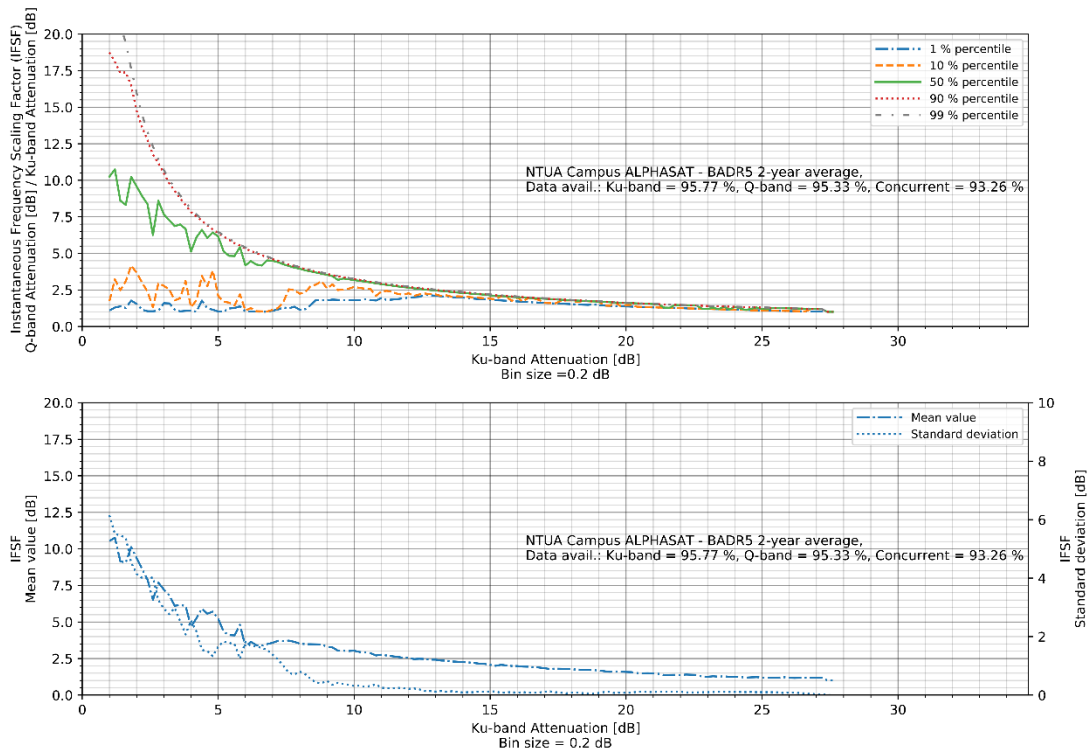 Instantaneous Frequency Scaling Factor (IFSF)
Q-band Attenuation [dB] / Ku-band Attenuation [dB]
20.0
17.5
15.0
12.5
10.0
7.5
5.0
2.5
0.0
1 % percentile
10 % percentile
50 % percentile
90 % percentile
99 % percentile
NTUA Campus ALPHASAT - BADR5 2-year average,
Data avail.: Ku-band = 95.77 %, Q-band = 95.33 %, Concurrent = 93.26 %
0 5 10 15 20 25 30
Ku-band Attenuation [dB]
Bin size =0.2 dB
IFSF
Mean value [dB]
20.0
17.5
15.0
12.5
10.0
7.5
5.0
2.5
0.0
Mean value
Standard deviation
NTUA Campus ALPHASAT - BADR5 2-year average,
Data avail.: Ku-band = 95.77 %, Q-band = 95.33 %, Concurrent = 93.26 %
10
8
6
4
2
0
IFSF
Standard deviation [dB]
0 5 10 15 20 25 30
Ku-band Attenuation [dB]
Bin size = 0.2 dB